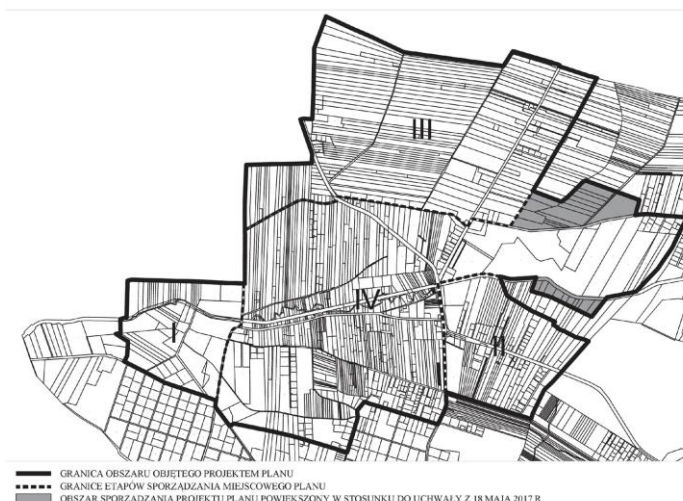 III
IV
I
II
GRANICA OBSZARU OBJĘTEGO PROJEKTEM PLANU
GRANICE ETAPÓW SPORZĄDZANIA MIEJSCOWEGO PLANU
OBSZAR SPORZĄDZANIA PROJEKTU PLANU POWIĘKSZONY W STOSUNKU DO UCHWAŁY Z 18 MAJA 2017 R.